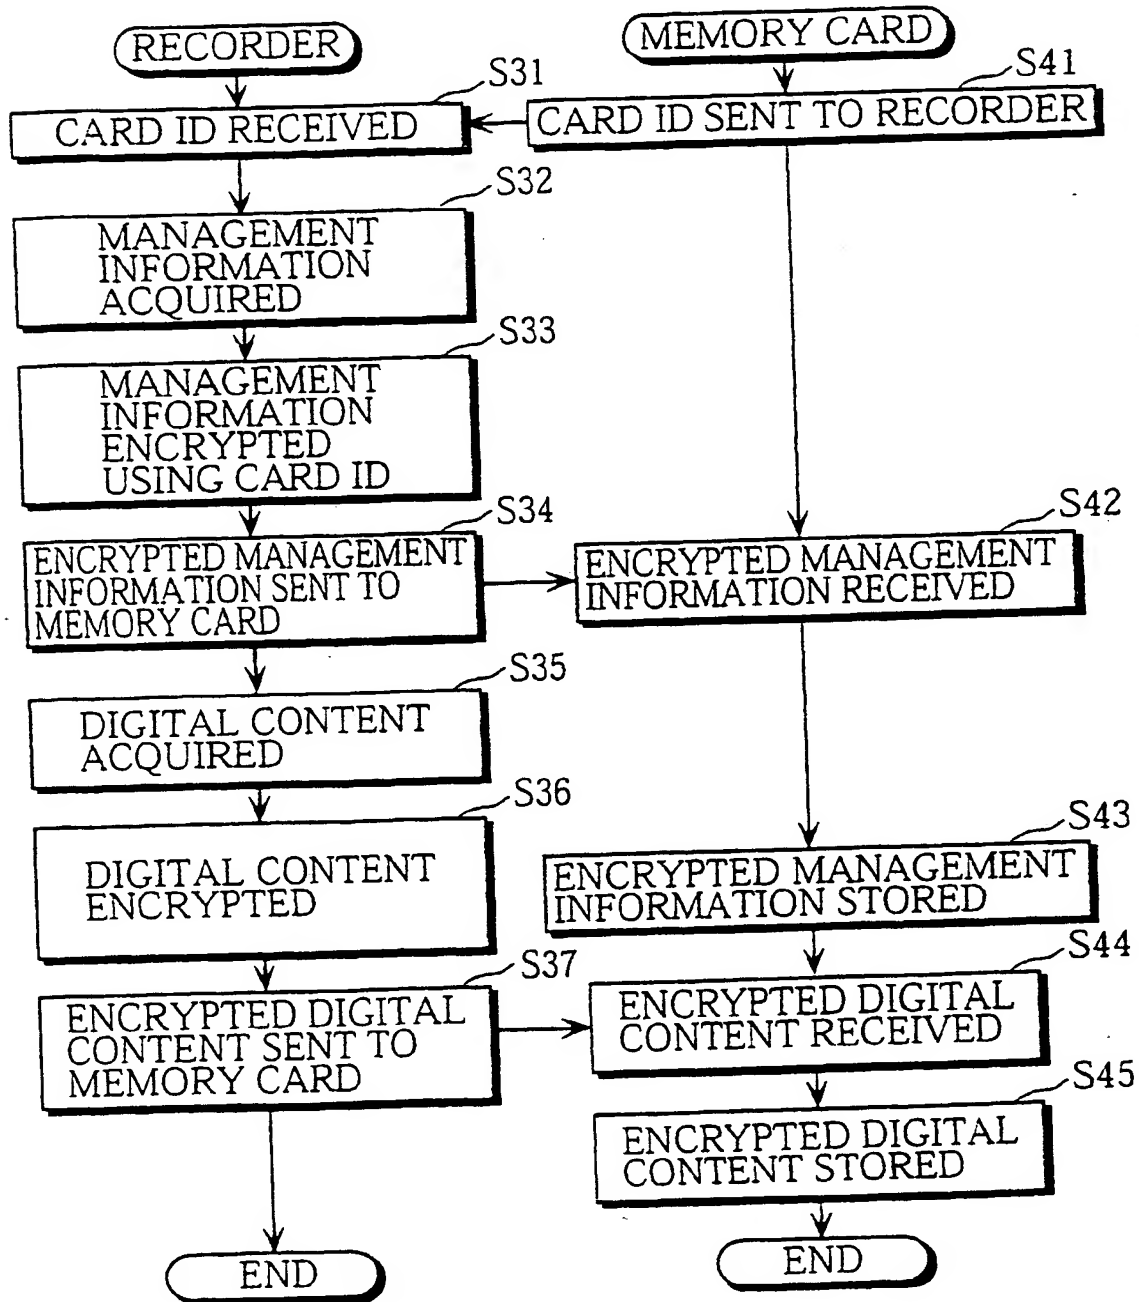 RECORDER
MEMORY CARD
S31
S41
CARD ID RECEIVED
CARD ID SENT TO RECORDER
S32
MANAGEMENT
INFORMATION
ACQUIRED
S33
MANAGEMENT
INFORMATION
ENCRYPTED
USING CARD ID
S34
S42
ENCRYPTED MANAGEMENT
INFORMATION SENT TO
MEMORY CARD
ENCRYPTED MANAGEMENT
INFORMATION RECEIVED
S35
DIGITAL CONTENT
ACQUIRED
S36
S43
DIGITAL CONTENT
ENCRYPTED
ENCRYPTED MANAGEMENT
INFORMATION STORED
S37
S44
ENCRYPTED DIGITAL
CONTENT SENT TO
MEMORY CARD
ENCRYPTED DIGITAL
CONTENT RECEIVED
S45
ENCRYPTED DIGITAL
CONTENT STORED
END
END